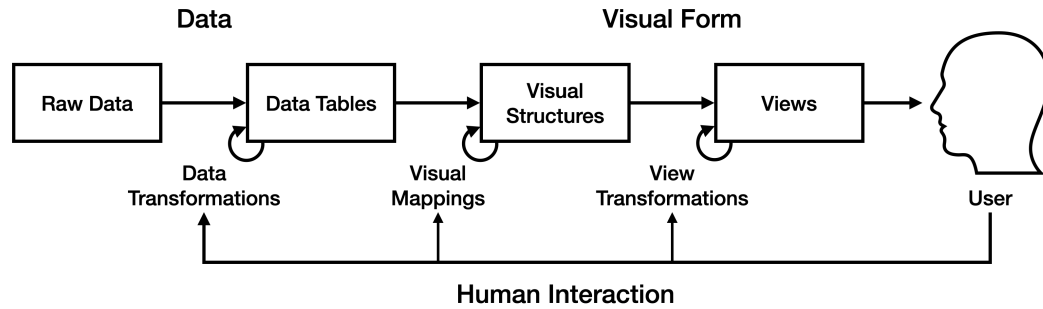 Data
Visual Form
Raw Data
Data Tables
Visual
Structures
Views
Data
Transformations
Visual
Mappings
View
Transformations
User
Human Interaction